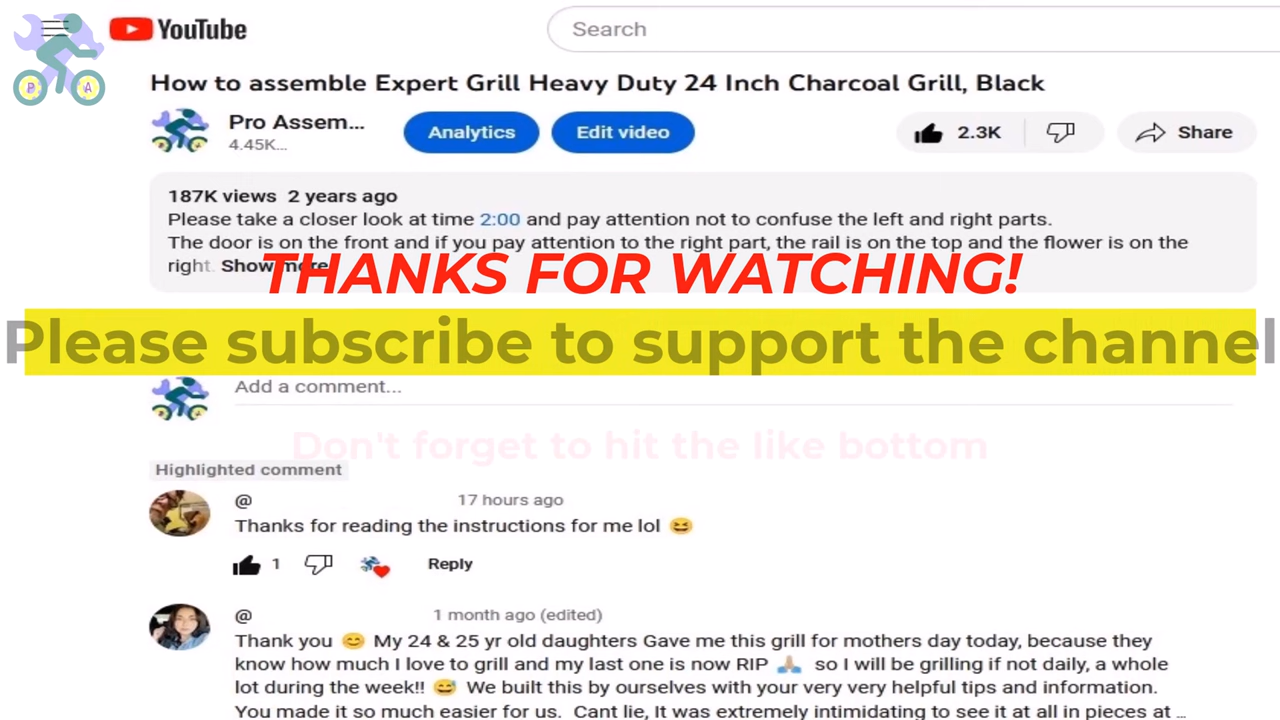 YouTube
Search
P A
How to assemble Expert Grill Heavy Duty 24 Inch Charcoal Grill, Black
Pro Assem...
4.45K...
Analytics
Edit video
2.3K
Share
187K views 2 years ago
Please take a closer look at time 2:00 and pay attention not to confuse the left and right parts.
The door is on the front and if you pay attention to the right part, the rail is on the top and the flower is on the
right. Show more
THANKS FOR WATCHING!
Please subscribe to support the channel
Add a comment...
Don't forget to hit the like bottom
Highlighted comment
@ 17 hours ago
Thanks for reading the instructions for me lol 😆
1 Reply
@ 1 month ago (edited)
Thank you 😊 My 24 & 25 yr old daughters Gave me this grill for mothers day today, because they
know how much I love to grill and my last one is now RIP 🙏🏼 so I will be grilling if not daily, a whole
lot during the week!! 😅 We built this by ourselves with your very very helpful tips and information.
You made it so much easier for us. Cant lie, It was extremely intimidating to see it at all in pieces at ...